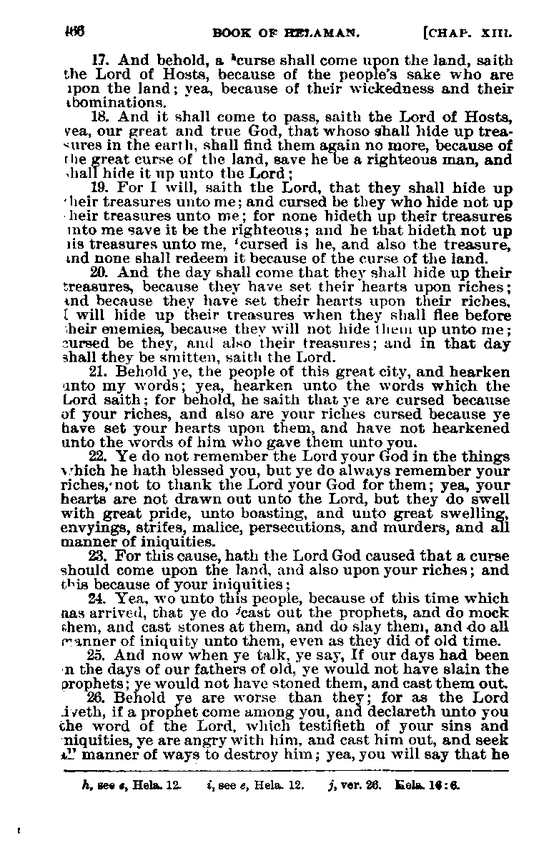 466 BOOK OF HELAMAN. [CHAP. XIII.
17. And behold, a hcurse shall come upon the land, saith
the Lord of Hosts, because of the people's sake who are
upon the land; yea, because of their wickedness and their
abominations.
18. And it shall come to pass, saith the Lord of Hosts,
yea, our great and true God, that whoso shall hide up trea-
sures in the earth, shall find them again no more, because of
the great curse of the land, save he be a righteous man, and
shall hide it up unto the Lord;
19. For I will, saith the Lord, that they shall hide up
their treasures unto me; and cursed be they who hide not up
their treasures unto me; for none hideth up their treasures
unto me save it be the righteous; and he that hideth not up
his treasures unto me, icursed is he, and also the treasure,
and none shall redeem it because of the curse of the land.
20. And the day shall come that they shall hide up their
treasures, because they have set their hearts upon riches;
and because they have set their hearts upon their riches,
I will hide up their treasures when they shall flee before
their enemies, because they will not hide them up unto me;
cursed be they, and also their treasures; and in that day
shall they be smitten, saith the Lord.
21. Behold ye, the people of this great city, and hearken
unto my words; yea, hearken unto the words which the
Lord saith; for behold, he saith that ye are cursed because
of your riches, and also are your riches cursed because ye
have set your hearts upon them, and have not hearkened
unto the words of him who gave them unto you.
22. Ye do not remember the Lord your God in the things
which he hath blessed you, but ye do always remember your
riches, not to thank the Lord your God for them; yea, your
hearts are not drawn out unto the Lord, but they do swell
with great pride, unto boasting, and unto great swelling,
envyings, strifes, malice, persecutions, and murders, and all
manner of iniquities.
23. For this cause, hath the Lord God caused that a curse
should come upon the land, and also upon your riches; and
this because of your iniquities;
24. Yea, wo unto this people, because of this time which
has arrived, that ye do jcast out the prophets, and do mock
them, and cast stones at them, and do slay them, and do all
manner of iniquity unto them, even as they did of old time.
25. And now when ye talk, ye say, If our days had been
in the days of our fathers of old, ye would not have slain the
prophets; ye would not have stoned them, and cast them out.
26. Behold ye are worse than they; for as the Lord
liveth, if a prophet come among you, and declareth unto you
the word of the Lord, which testifieth of your sins and
iniquities, ye are angry with him, and cast him out, and seek
all manner of ways to destroy him; yea, you will say that he
h, see e, Hela. 12. i, see e, Hela. 12. j, ver. 26. Hela. 16:6.